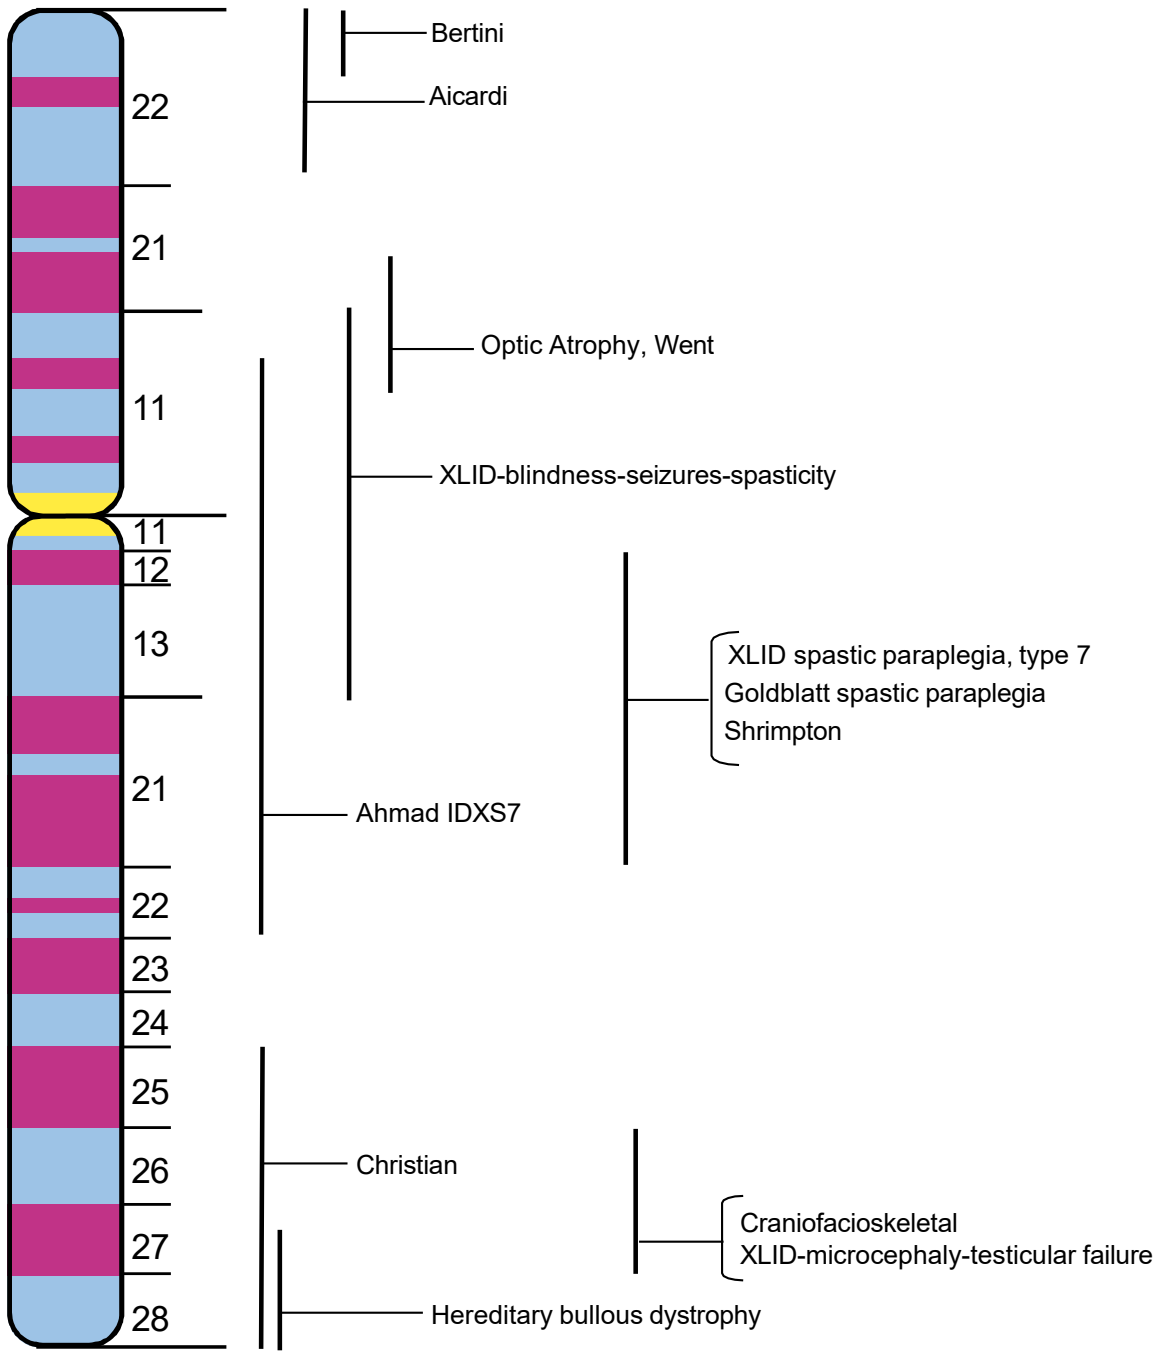 22
21
11
11
12
13
21
22
23
24
25
26
27
28
Bertini
Aicardi
Optic Atrophy, Went
XLID-blindness-seizures-spasticity
XLID spastic paraplegia, type 7
Goldblatt spastic paraplegia
Shrimpton
Ahmad IDXS7
Christian
Craniofacioskeletal
XLID-microcephaly-testicular failure
Hereditary bullous dystrophy